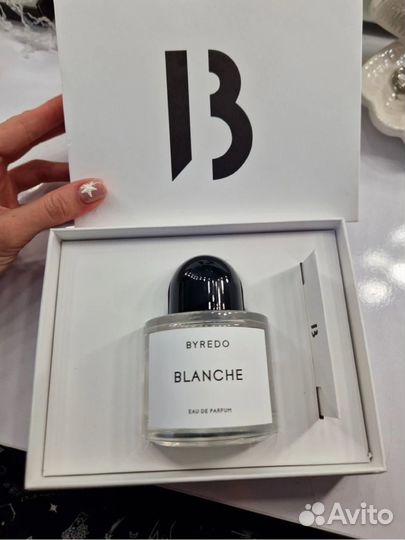 B
BYREDO
BLANCHE
EAU DE PARFUM
B
Avito